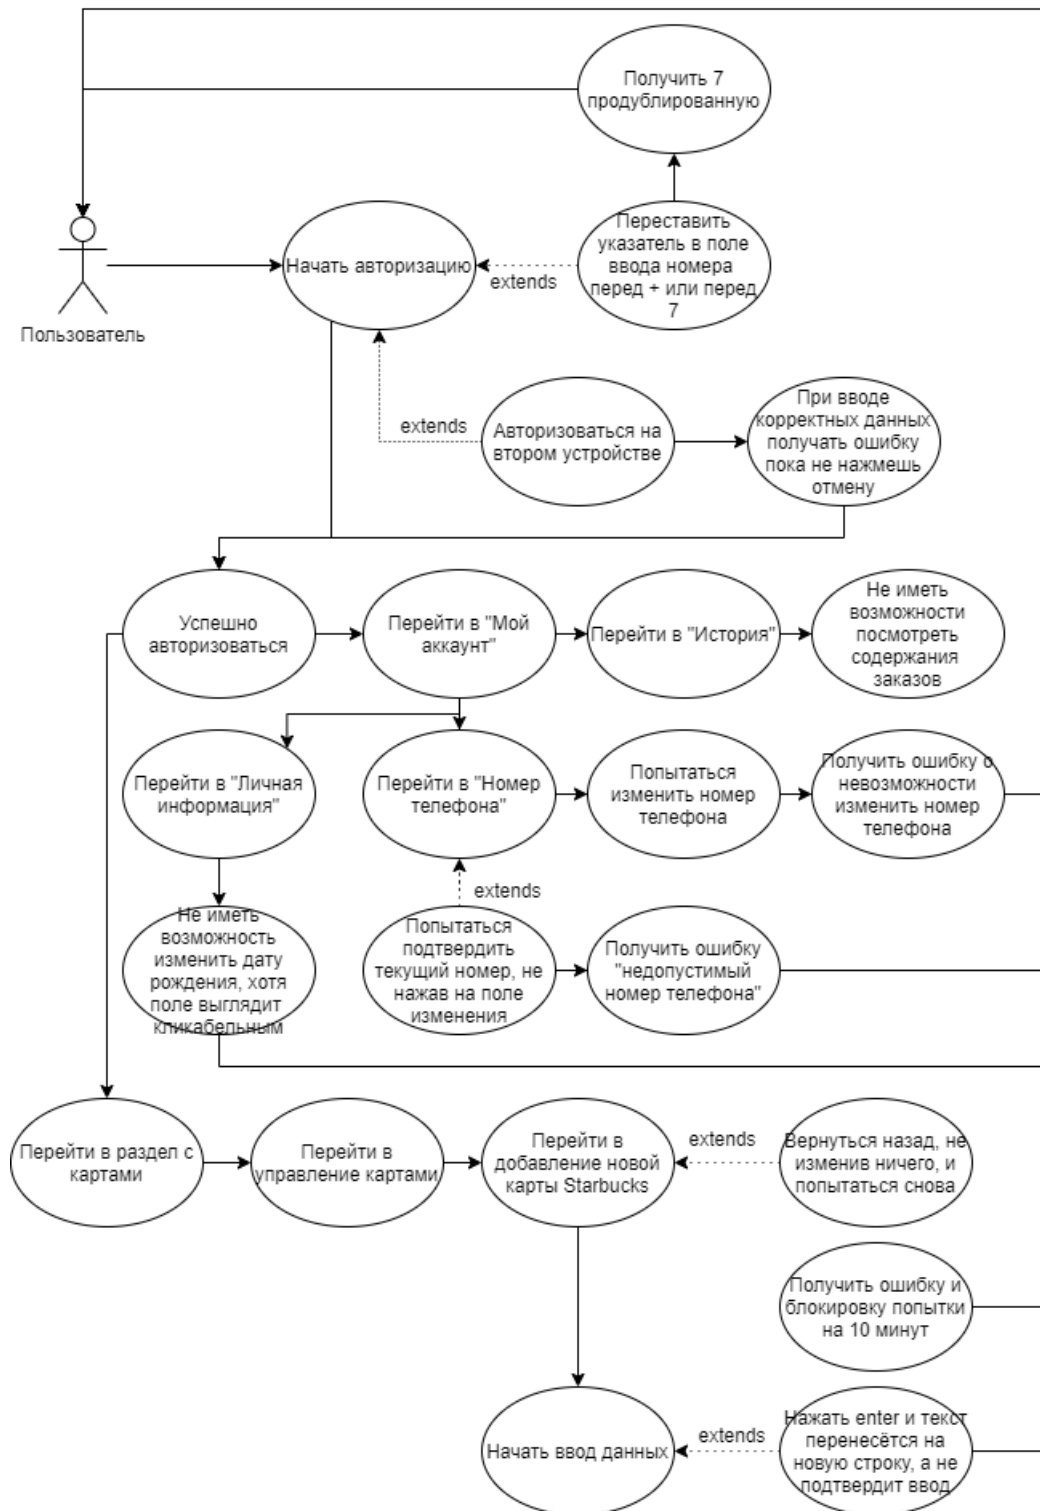 Получить 7
продублированную
Переставить
указатель в поле
ввода номера
перед + или перед
7
Начать авторизацию
extends
Пользователь
При вводе
корректных данных
получать ошибку
пока не нажмешь
отмену
extends
Авторизоваться на
втором устройстве
Успешно
авторизоваться
Перейти в "Мой
аккаунт"
Перейти в "История"
Не иметь
возможности
посмотреть
содержания
заказов
Перейти в "Личная
информация"
Перейти в "Номер
телефона"
Попытаться
изменить номер
телефона
Получить ошибку о
невозможности
изменить номер
телефона
extends
Не иметь
возможность
изменить дату
рождения, хотя
поле выглядит
кликабельным
Попытаться
подтвердить
текущий номер, не
нажав на поле
изменения
Получить ошибку
"недопустимый
номер телефона"
Перейти в раздел с
картами
Перейти в
управление картами
Перейти в
добавление новой
карты Starbucks
extends
Вернуться назад, не
изменив ничего, и
попытаться снова
Получить ошибку и
блокировку попытки
на 10 минут
Начать ввод данных
extends
Нажать enter и текст
перенесётся на
новую строку, а не
подтвердит ввод